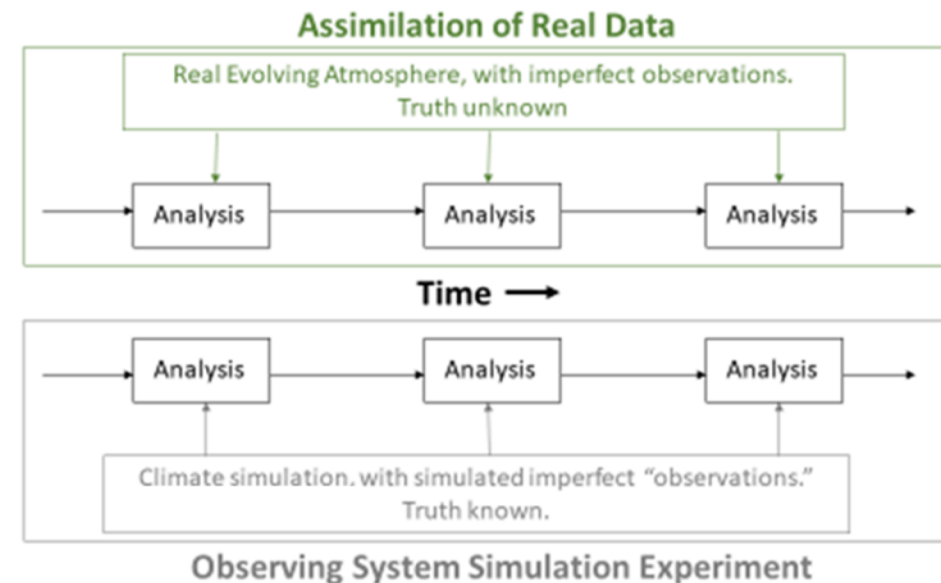 Assimilation of Real Data
Real Evolving Atmosphere, with imperfect observations.
Truth unknown
Analysis
Analysis
Analysis
Time
Analysis
Analysis
Analysis
Climate simulation. with simulated imperfect “observations.”
Truth known.
Observing System Simulation Experiment